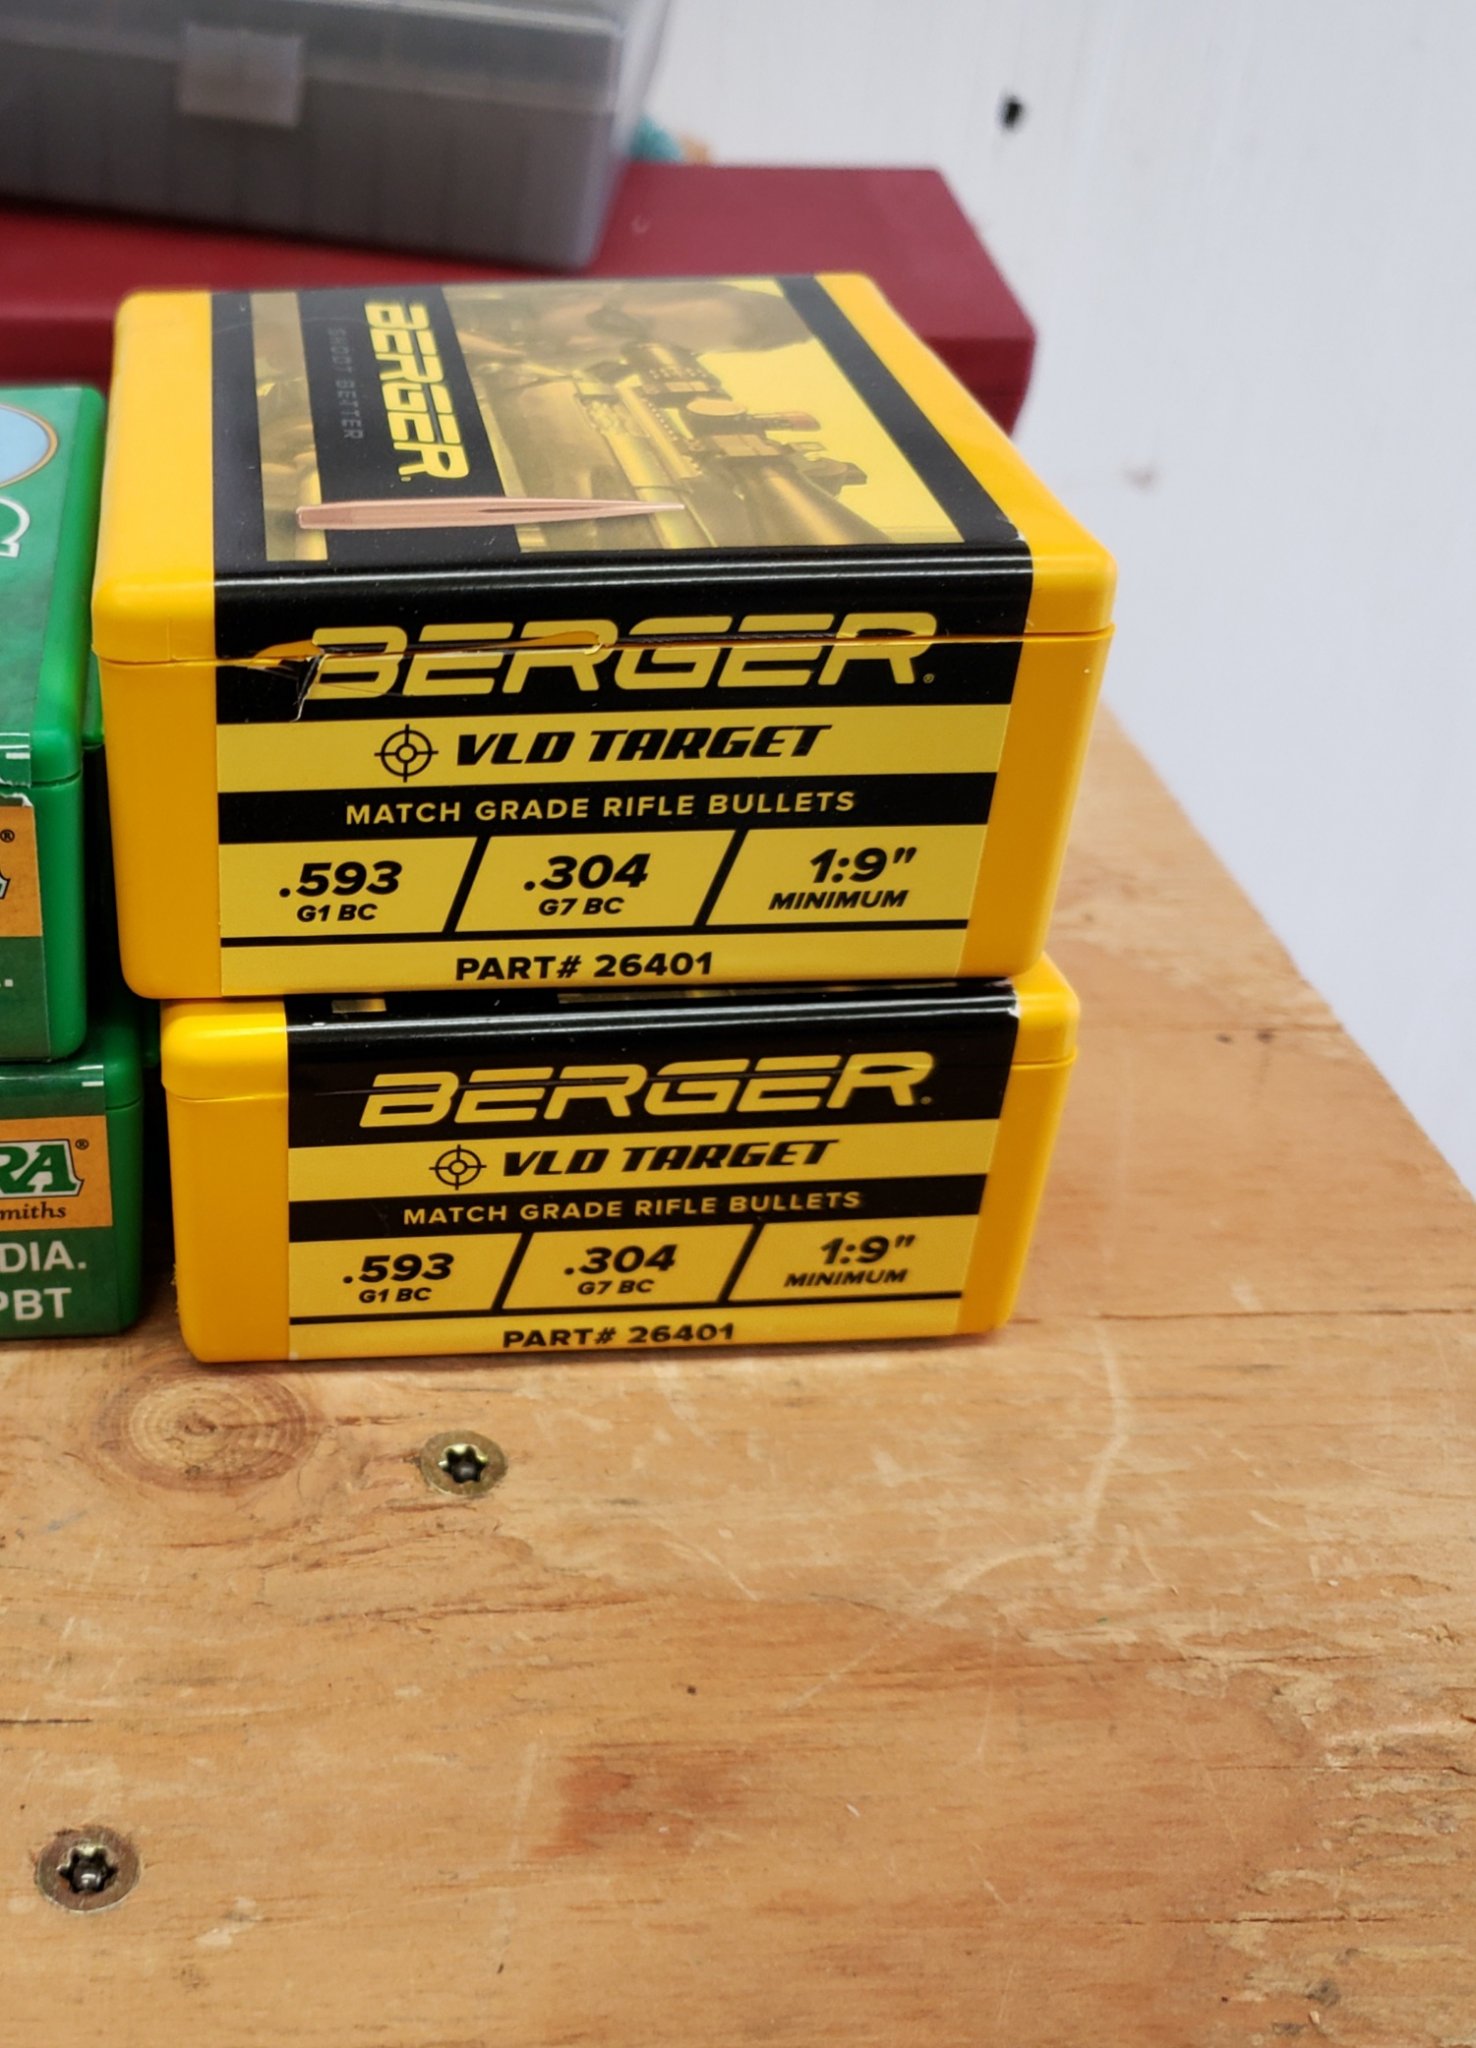 BERGER.
SHOOT BETTER
BERGER®
VLD TARGET
MATCH GRADE RIFLE BULLETS
.593
G1 BC
.304
G7 BC
1:9"
MINIMUM
PART# 26401
BERGER.
VLD TARGET
MATCH GRADE RIFLE BULLETS
.593
G1 BC
.304
G7 BC
1:9"
MINIMUM
PART# 26401
®
RA®
miths
DIA.
PBT